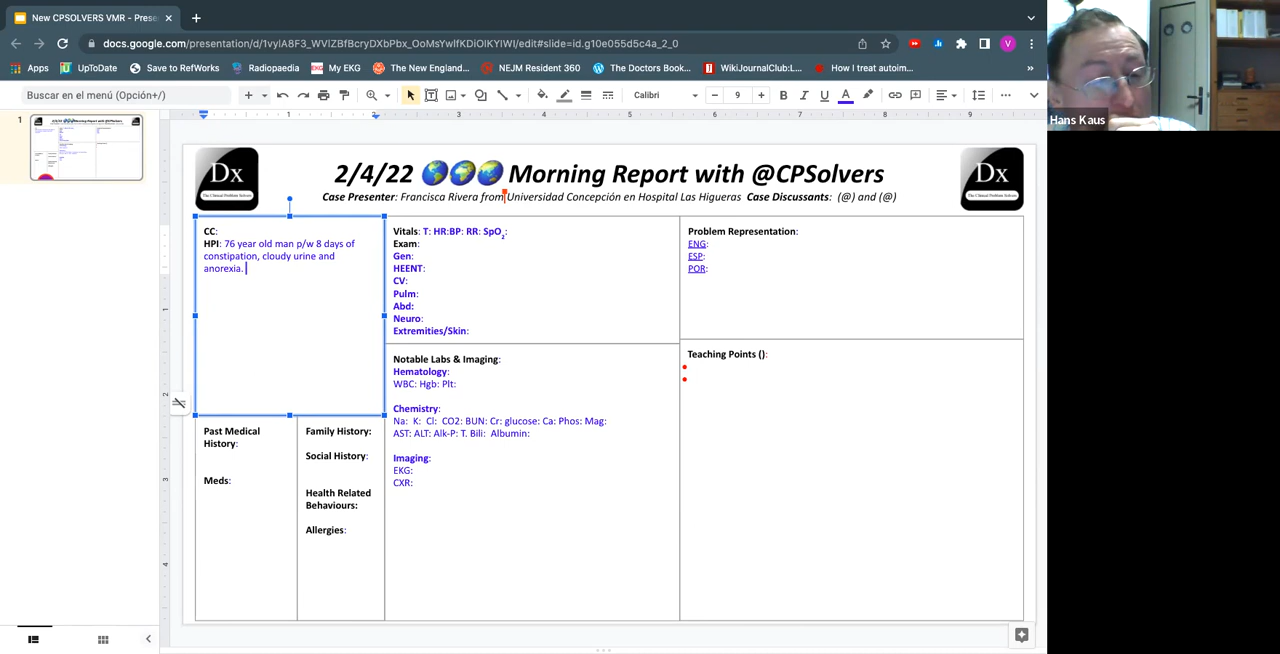 New CPSOLVERS VMR - Prese
docs.google.com/presentation/d/1vylA8F3_WVIZBfBcryDXbPbx_OoMsYwlfKDiOlKYIWI/edit#slide=id.g10e055d5c4a_2_0
V
Apps UpToDate Save to RefWorks Radiopaedia My EKG The New England... NEJM Resident 360 The Doctors Book... WikiJournalClub:L... How I treat autoim... »
Buscar en el menú (Opción+/)
Calibri
9
B I U A
1
Hans Kaus
2/4/22 Morning Report with @CPSolvers
Case Presenter: Francisca Rivera from Universidad Concepción en Hospital Las Higueras Case Discussants: (@) and (@)
Dx
The Clinical Problem Solvers
Dx
The Clinical Problem Solvers
CC:
HPI: 76 year old man p/w 8 days of
constipation, cloudy urine and
anorexia.
Past Medical
History:
Meds:
Family History:
Social History:
Health Related
Behaviours:
Allergies:
Vitals: T: HR:BP: RR: SpO2:
Exam:
Gen:
HEENT:
CV:
Pulm:
Abd:
Neuro:
Extremities/Skin:
Notable Labs & Imaging:
Hematology:
WBC: Hgb: Plt:
Chemistry:
Na: K: Cl: CO2: BUN: Cr: glucose: Ca: Phos: Mag:
AST: ALT: Alk-P: T. Bili: Albumin:
Imaging:
EKG:
CXR:
Problem Representation:
ENG:
ESP:
POR:
Teaching Points ():